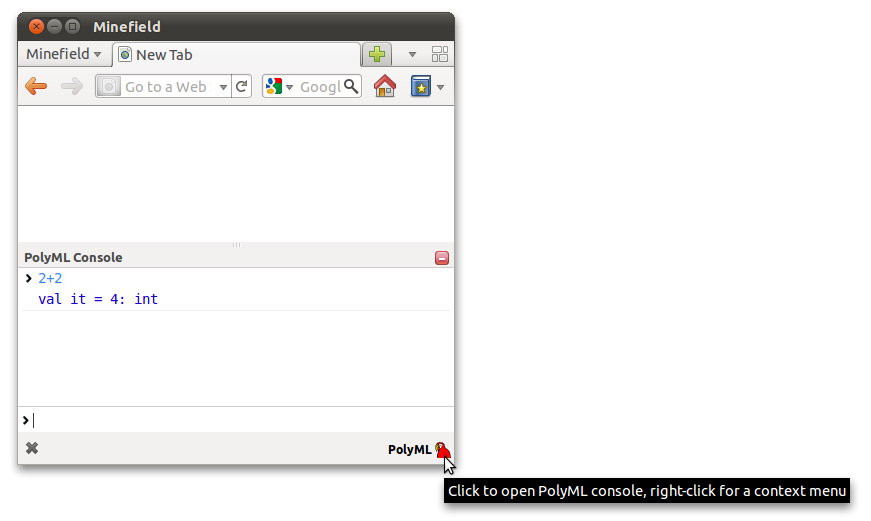 Minefield
Minefield
New Tab
Go to a Web
Googl
PolyML Console
2+2
val it = 4: int
PolyML
Click to open PolyML console, right-click for a context menu